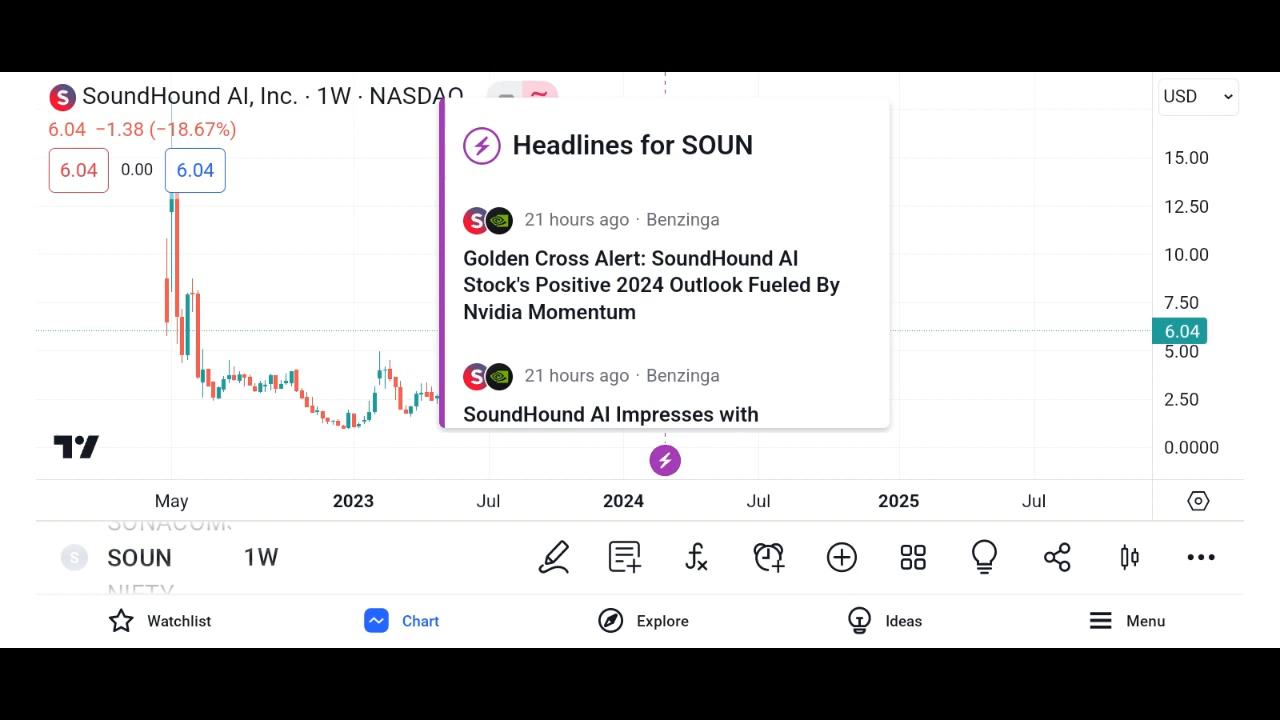 SoundHound AI, Inc. · 1W · NASDAQ
6.04 −1.38 (−18.67%)
6.04 0.00 6.04
USD
Headlines for SOUN
21 hours ago · Benzinga
Golden Cross Alert: SoundHound AI
Stock's Positive 2024 Outlook Fueled By
Nvidia Momentum
21 hours ago · Benzinga
SoundHound AI Impresses with
15.00
12.50
10.00
7.50
6.04
5.00
2.50
0.0000
May 2023 Jul 2024 Jul 2025 Jul
SOUN 1W
NIFTY
Watchlist Chart Explore Ideas Menu